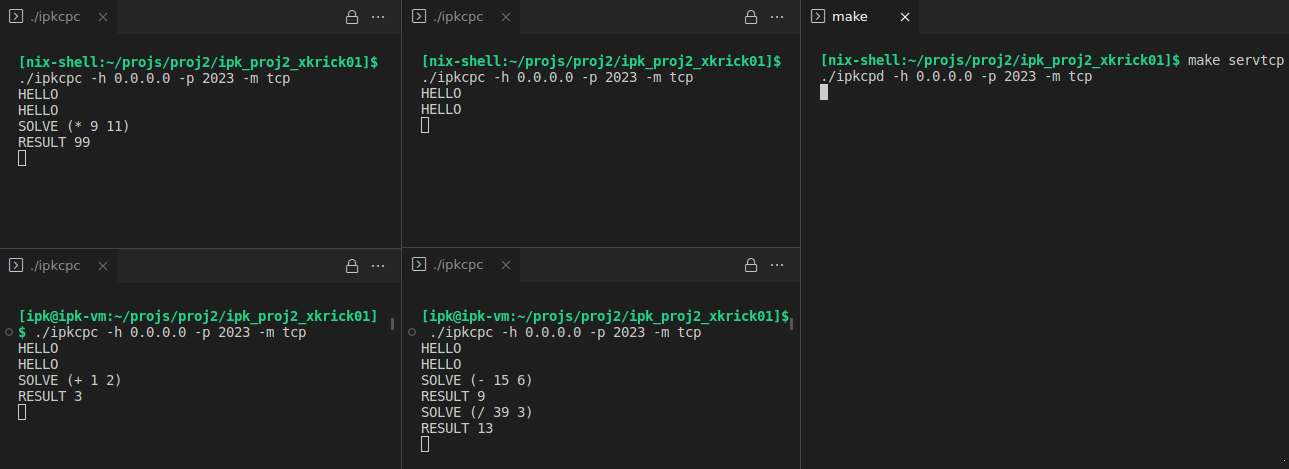 ./ipkcpc
[nix-shell:~/projs/proj2/ipk_proj2_xkrick01]$
./ipkcpc -h 0.0.0.0 -p 2023 -m tcp
HELLO
HELLO
SOLVE (* 9 11)
RESULT 99
./ipkcpc
[nix-shell:~/projs/proj2/ipk_proj2_xkrick01]$
./ipkcpc -h 0.0.0.0 -p 2023 -m tcp
HELLO
HELLO
make
[nix-shell:~/projs/proj2/ipk_proj2_xkrick01]$ make servtcp
./ipkcpd -h 0.0.0.0 -p 2023 -m tcp
./ipkcpc
[ipk@ipk-vm:~/projs/proj2/ipk_proj2_xkrick01]
$ ./ipkcpc -h 0.0.0.0 -p 2023 -m tcp
HELLO
HELLO
SOLVE (+ 1 2)
RESULT 3
./ipkcpc
[ipk@ipk-vm:~/projs/proj2/ipk_proj2_xkrick01]$
./ipkcpc -h 0.0.0.0 -p 2023 -m tcp
HELLO
HELLO
SOLVE (- 15 6)
RESULT 9
SOLVE (/ 39 3)
RESULT 13